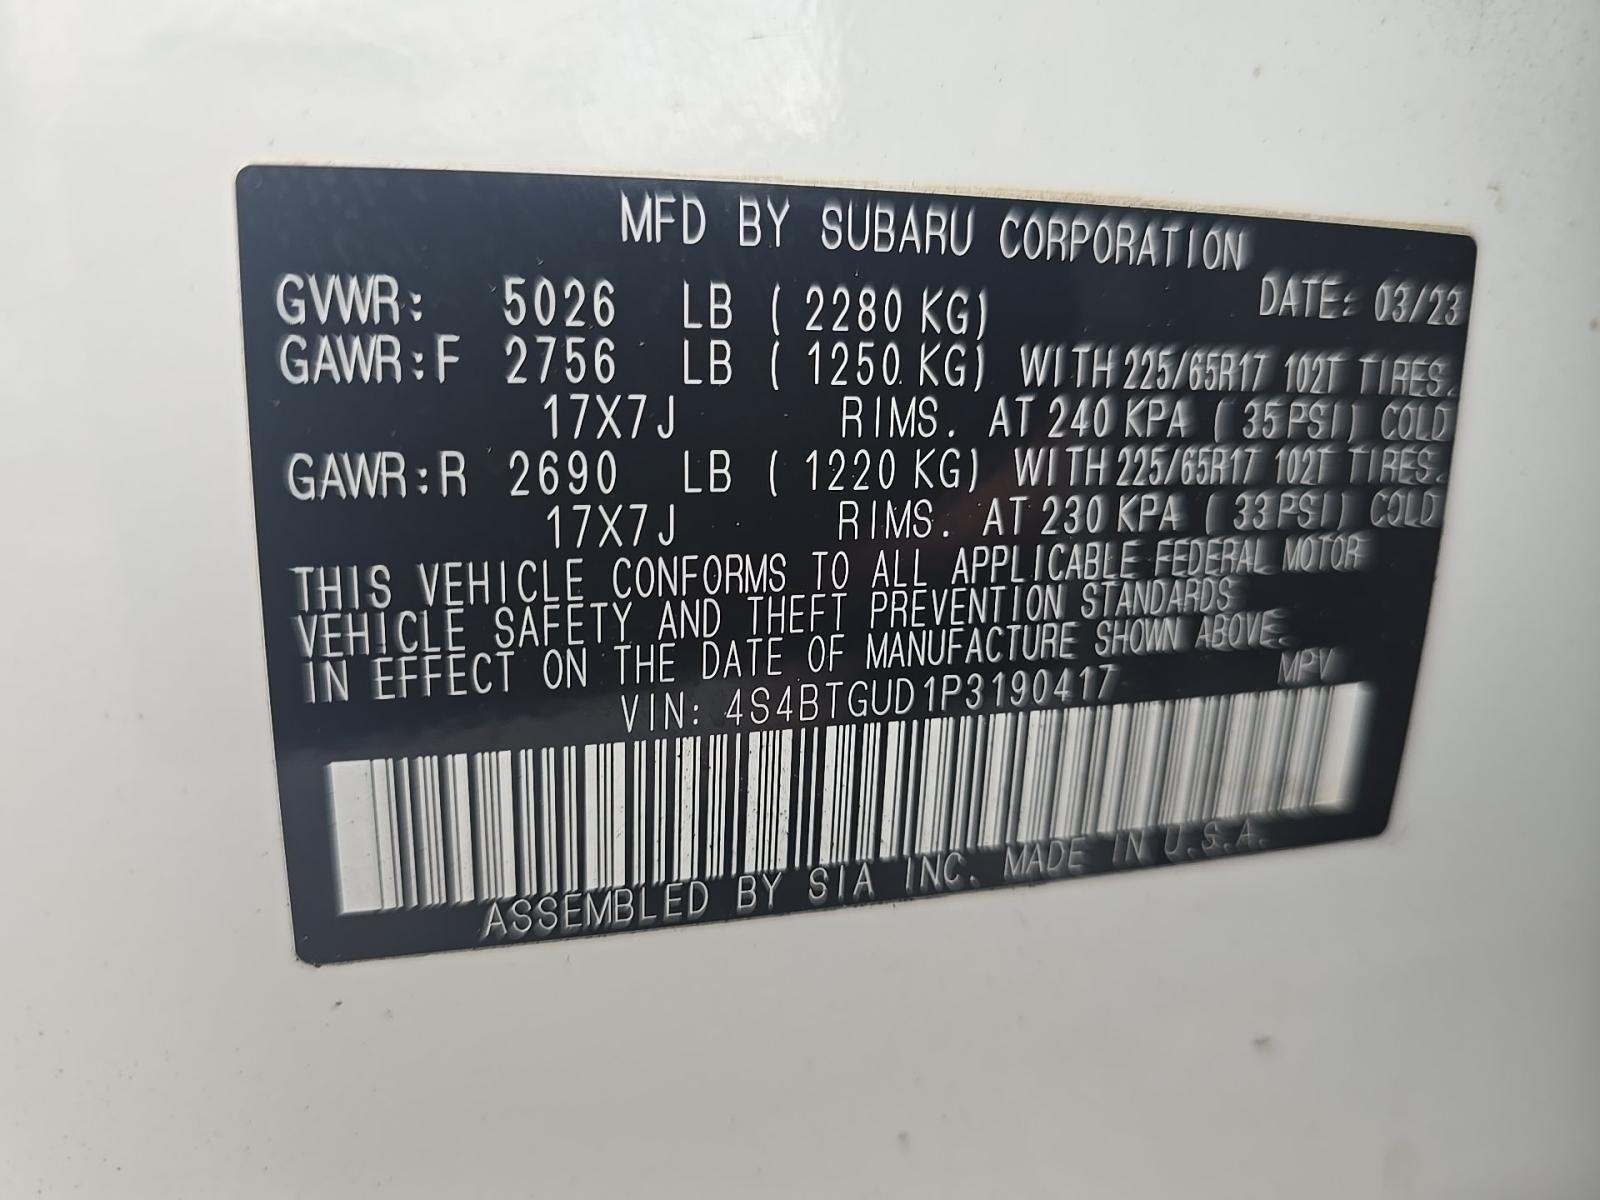 MFD BY SUBARU CORPORATION
GVWR: 5026 LB ( 2280 KG) DATE: 03/23
GAWR:F 2756 LB ( 1250 KG) WITH 225/65R17 102T TIRES.
17X7J RIMS. AT 240 KPA ( 35PSI) COLD
GAWR:R 2690 LB ( 1220 KG) WITH 225/65R17 102T TIRES.
17X7J RIMS. AT 230 KPA ( 33PSI) COLD
THIS VEHICLE CONFORMS TO ALL APPLICABLE FEDERAL MOTOR
VEHICLE SAFETY AND THEFT PREVENTION STANDARDS
IN EFFECT ON THE DATE OF MANUFACTURE SHOWN ABOVE.
VIN: 4S4BTGUD1P3190417 MPV
ASSEMBLED BY SIA INC. MADE IN U.S.A.